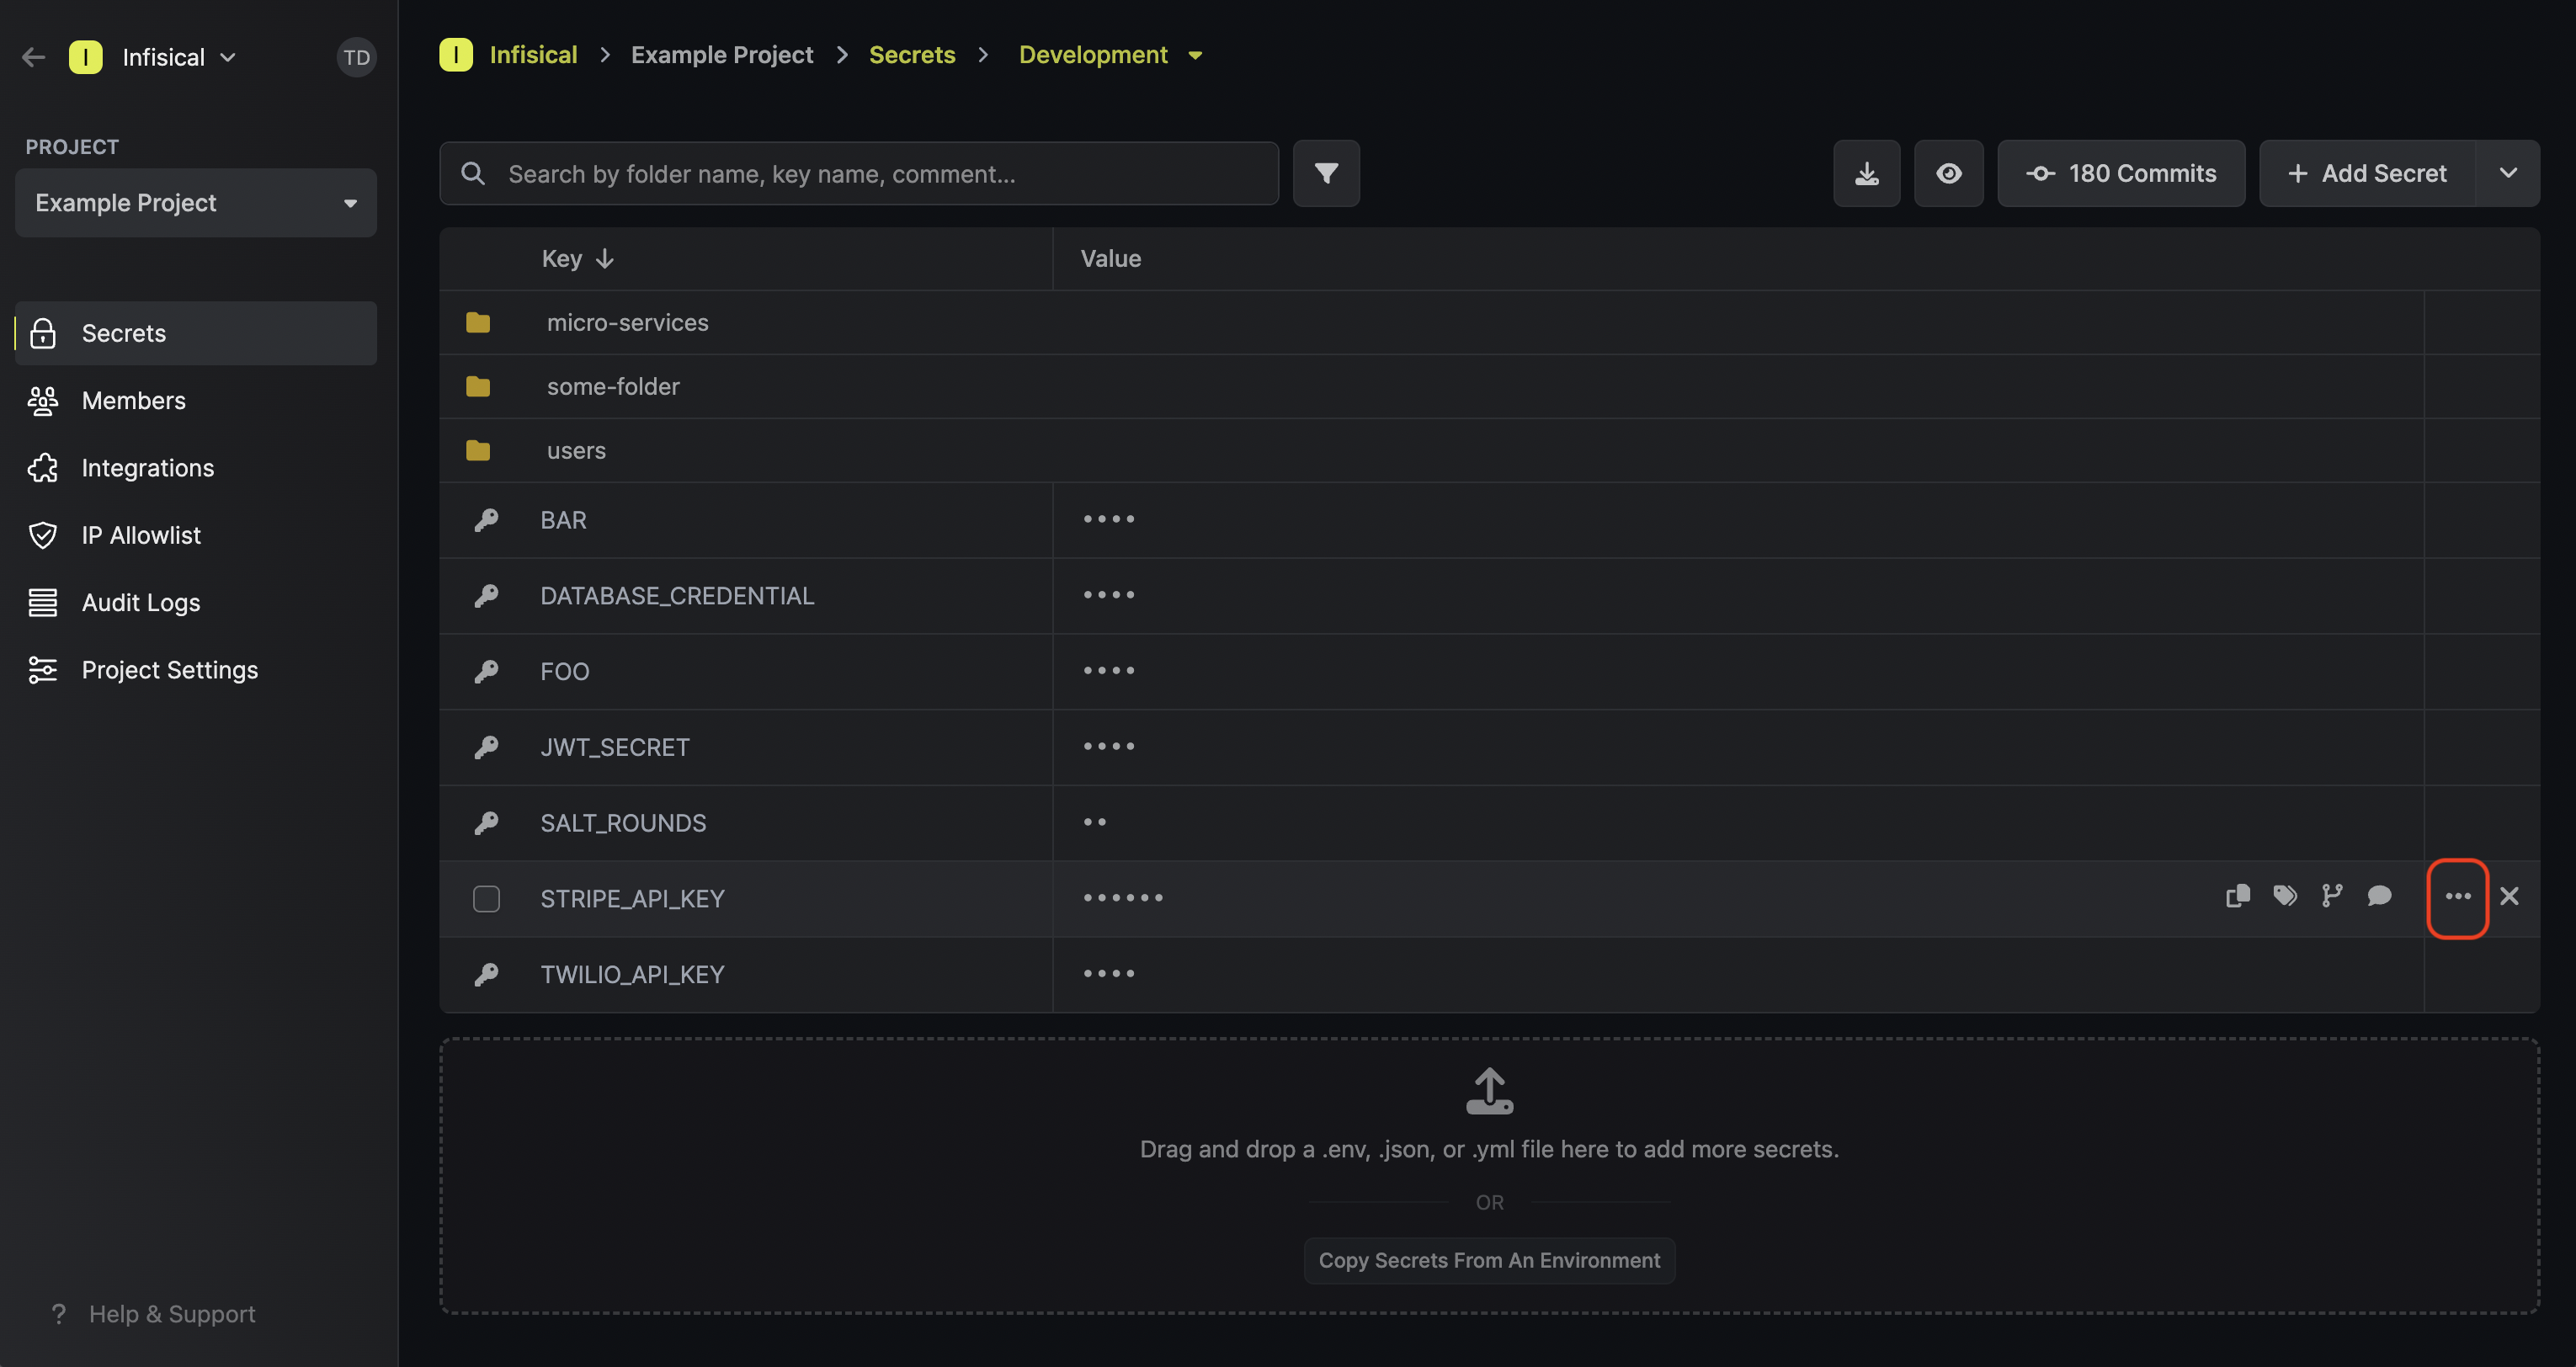 I Infisical TD
PROJECT
Example Project
Secrets
Members
Integrations
IP Allowlist
Audit Logs
Project Settings
? Help & Support
I Infisical > Example Project > Secrets > Development
Search by folder name, key name, comment...
180 Commits
+ Add Secret
Key ↓ Value
micro-services
some-folder
users
BAR ••••
DATABASE_CREDENTIAL ••••
FOO ••••
JWT_SECRET ••••
SALT_ROUNDS ••
STRIPE_API_KEY ••••••
TWILIO_API_KEY ••••
Drag and drop a .env, .json, or .yml file here to add more secrets.
OR
Copy Secrets From An Environment